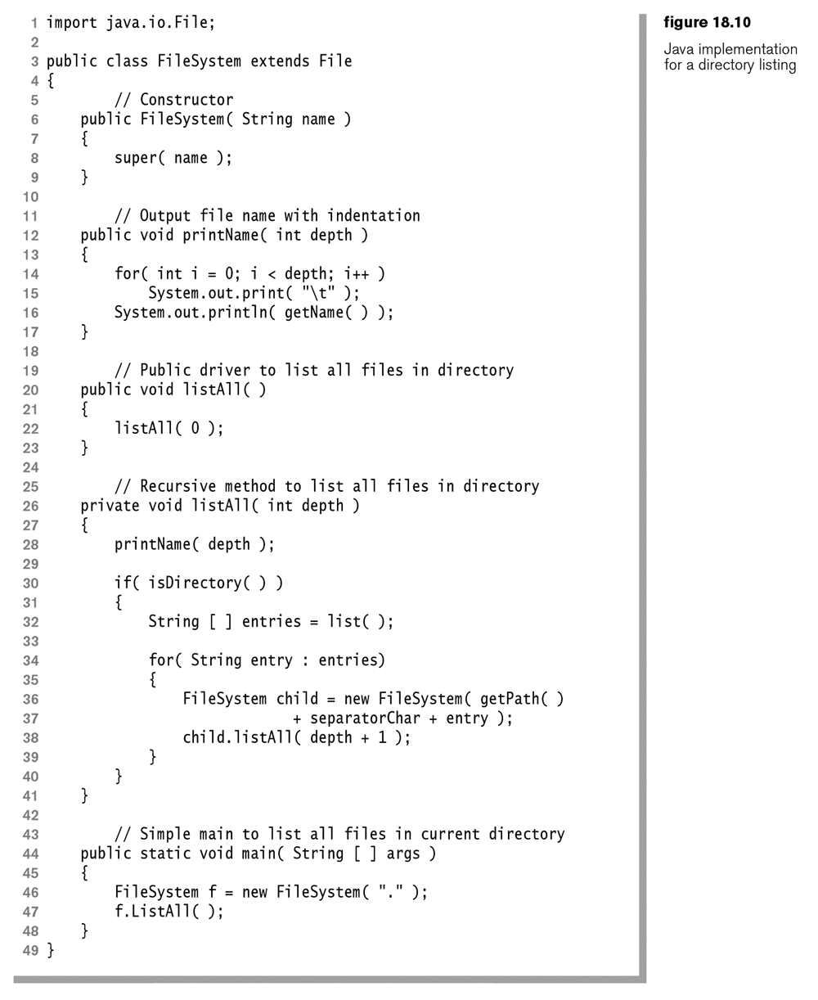 1 import java.io.File;
2
3 public class FileSystem extends File
4 {
5         // Constructor
6     public FileSystem( String name )
7     {
8         super( name );
9     }
10
11         // Output file name with indentation
12     public void printName( int depth )
13     {
14         for( int i = 0; i < depth; i++ )
15             System.out.print( "\t" );
16         System.out.println( getName( ) );
17     }
18
19         // Public driver to list all files in directory
20     public void listAll( )
21     {
22         listAll( 0 );
23     }
24
25         // Recursive method to list all files in directory
26     private void listAll( int depth )
27     {
28         printName( depth );
29
30         if( isDirectory( ) )
31         {
32             String [ ] entries = list( );
33
34             for( String entry : entries)
35             {
36                 FileSystem child = new FileSystem( getPath( )
37                              + separatorChar + entry );
38                 child.listAll( depth + 1 );
39             }
40         }
41     }
42
43         // Simple main to list all files in current directory
44     public static void main( String [ ] args )
45     {
46         FileSystem f = new FileSystem( "." );
47         f.ListAll( );
48     }
49 }
figure 18.10
Java implementation
for a directory listing